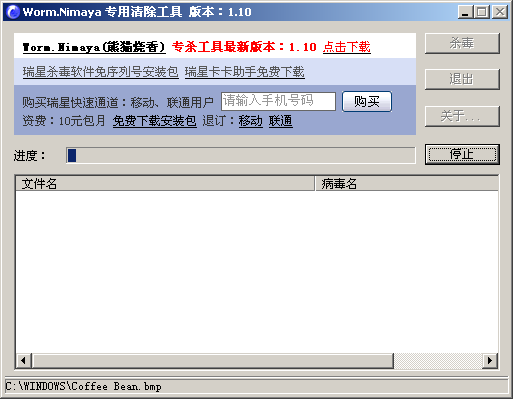 Worm.Nimaya 专用清除工具 版本：1.10
Worm.Nimaya(熊猫烧香) 专杀工具最新版本：1.10 点击下载
瑞星杀毒软件免序列号安装包 瑞星卡卡助手免费下载
购买瑞星快速通道：移动、联通用户 请输入手机号码 购买
资费：10元包月 免费下载安装包 退订：移动 联通
杀毒
退出
关于...
进度：
停止
文件名 病毒名
C:\WINDOWS\Coffee Bean.bmp